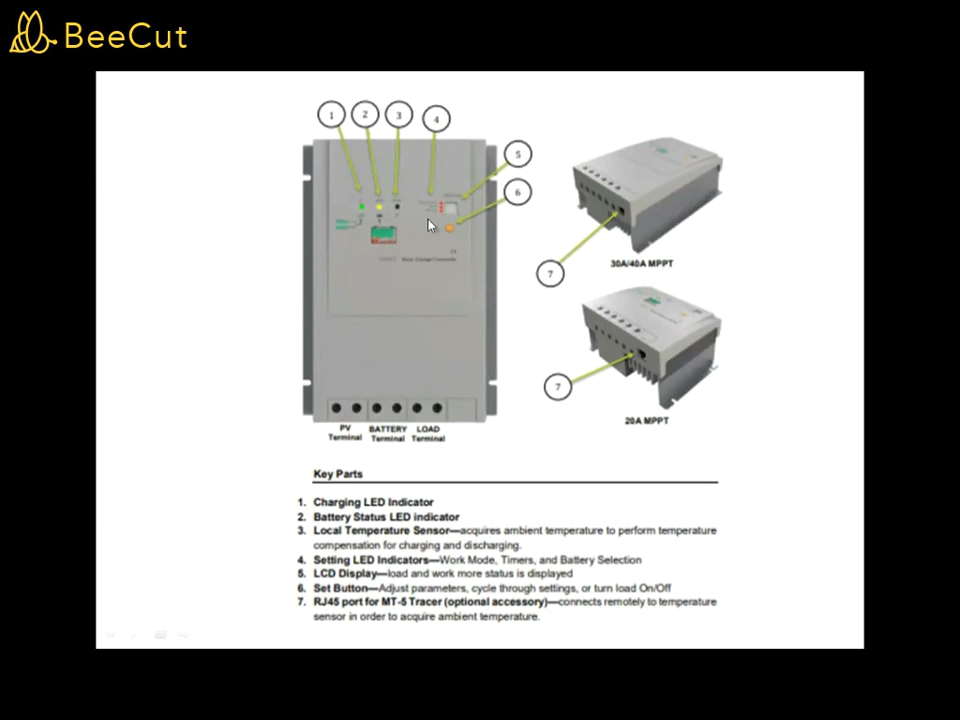 BeeCut
1 2 3 4
5
6
7
30A/40A MPPT
7
20A MPPT
PV BATTERY LOAD
Terminal Terminal Terminal
Key Parts
1. Charging LED Indicator
2. Battery Status LED indicator
3. Local Temperature Sensor—acquires ambient temperature to perform temperature
compensation for charging and discharging.
4. Setting LED Indicators—Work Mode, Timers, and Battery Selection
5. LCD Display—load and work more status is displayed
6. Set Button—Adjust parameters, cycle through settings, or turn load On/Off
7. RJ45 port for MT-5 Tracer (optional accessory)—connects remotely to temperature
sensor in order to acquire ambient temperature.